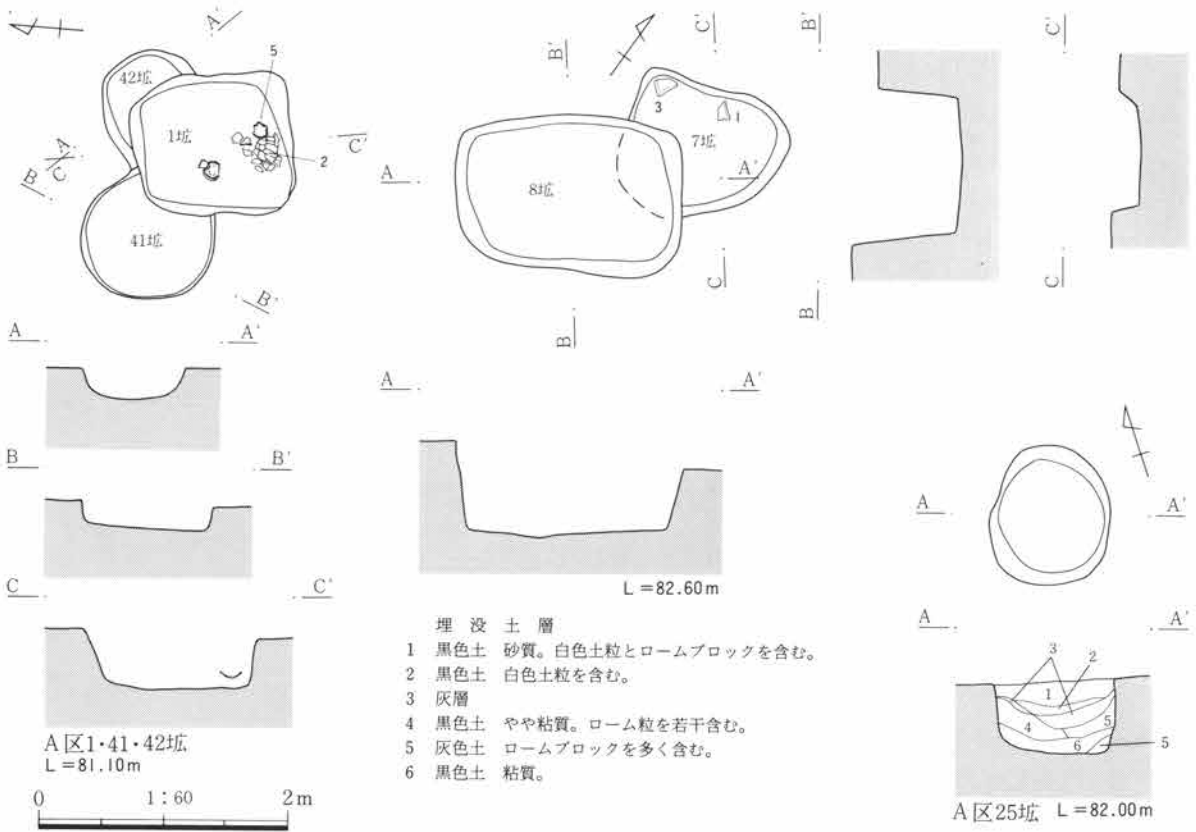 A'
5
42坑
1坑
C'
2
A
C
B
41坑
B'
A A'
B B'
C C'
A区1・41・42坑
L=81.10m
0 1:60 2m
B'
C'
3
1
7坑
A A'
8坑
C
B
A A'
L=82.60m
B'
C'
C
B
埋没土層
1 黒色土 砂質。白色土粒とロームブロックを含む。
2 黒色土 白色土粒を含む。
3 灰層
4 黒色土 やや粘質。ローム粒を若干含む。
5 灰色土 ロームブロックを多く含む。
6 黒色土 粘質。
A A'
A A'
3 2
1
4 5
6 5
A区25坑 L=82.00m